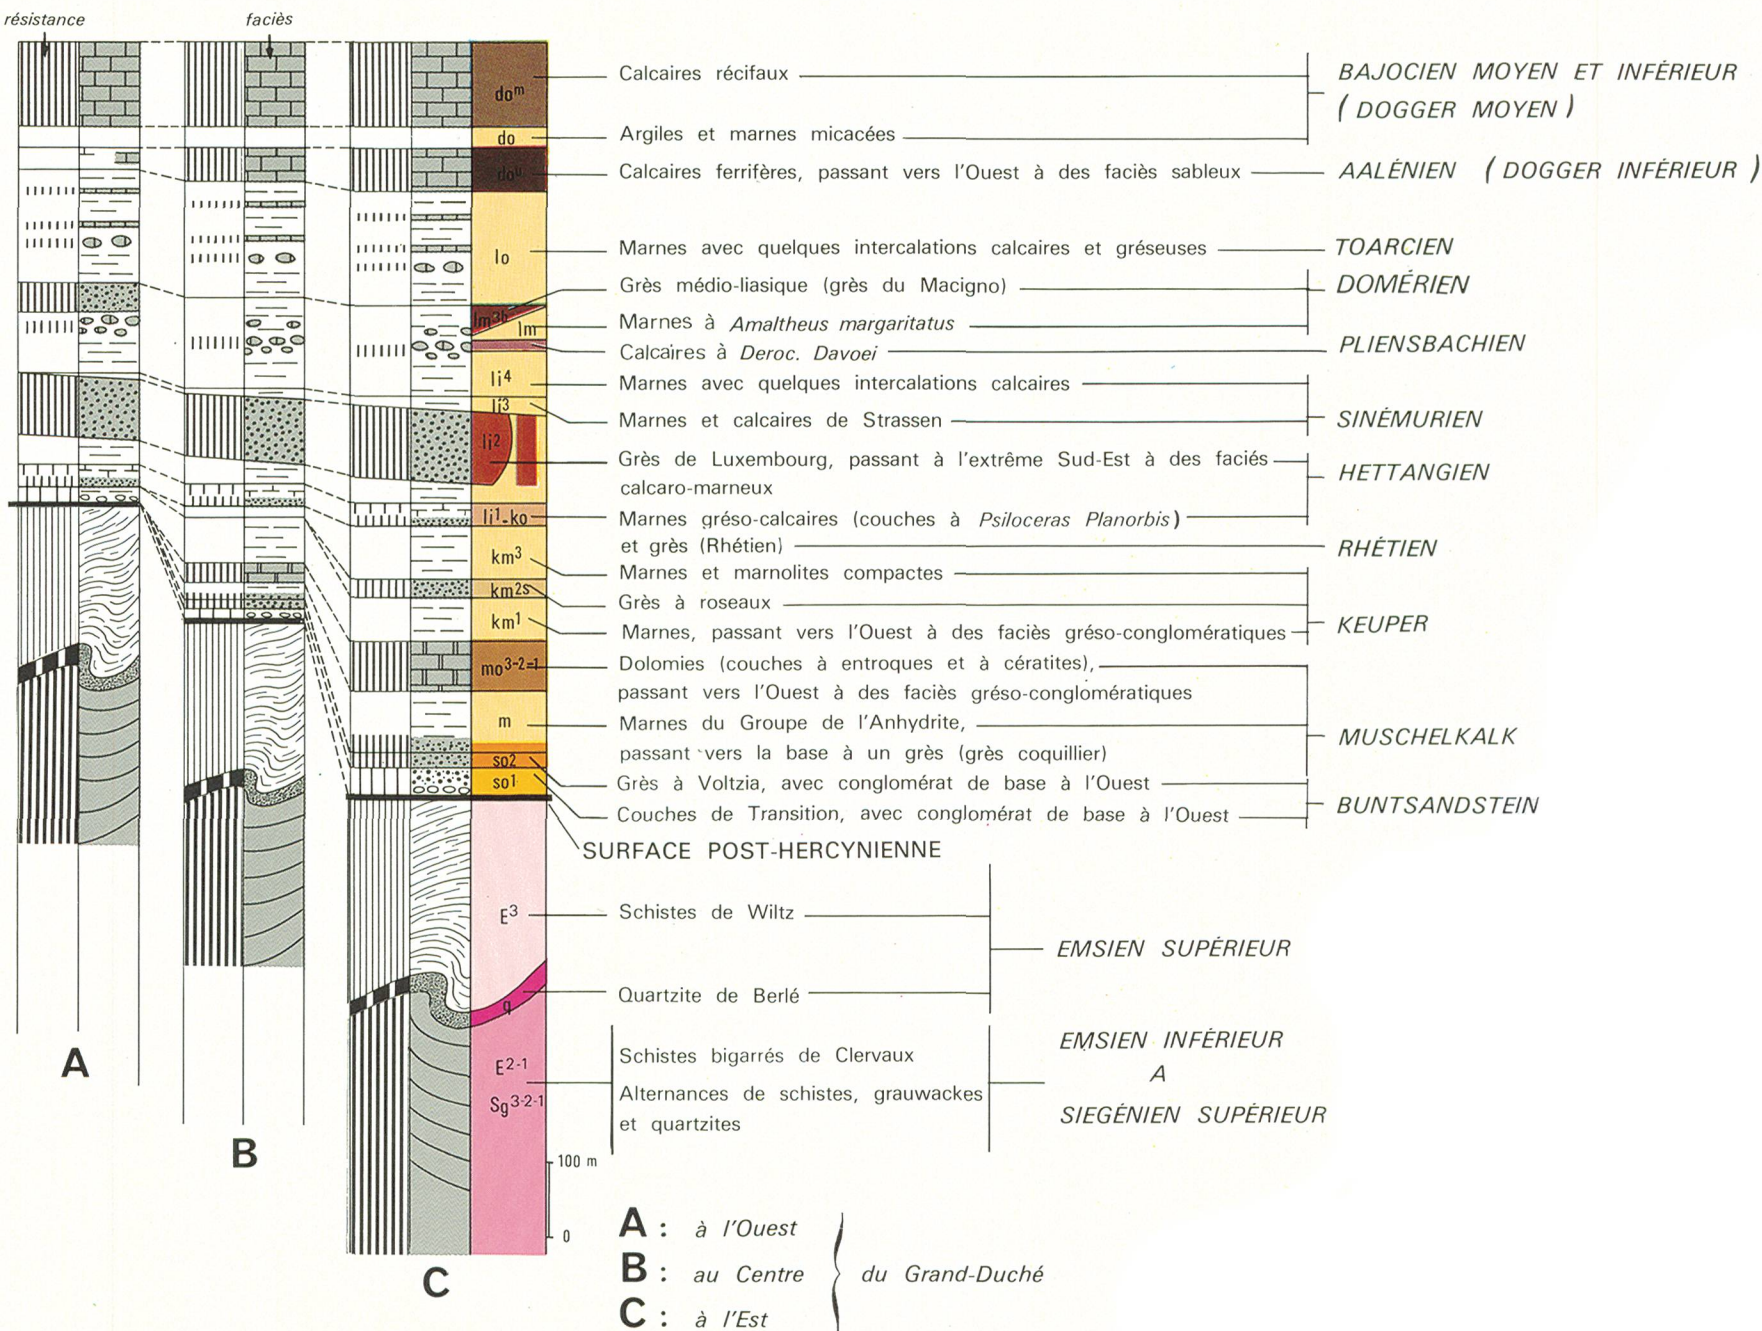 résistance
faciès
doᵐ
Calcaires récifaux
BAJOCIEN MOYEN ET INFÉRIEUR
( DOGGER MOYEN )
do
Argiles et marnes micacées
douᵘ
Calcaires ferrifères, passant vers l'Ouest à des faciès sableux
AALÉNIEN ( DOGGER INFÉRIEUR )
lo
Marnes avec quelques intercalations calcaires et gréseuses
TOARCIEN
Grès médio-liasique (grès du Macigno)
DOMÉRIEN
lm³ᵇ
lm
Marnes à Amaltheus margaritatus
Calcaires à Deroc. Davoei
PLIENSBACHIEN
li⁴
Marnes avec quelques intercalations calcaires
li³
Marnes et calcaires de Strassen
SINÉMURIEN
li²
Grès de Luxembourg, passant à l'extrême Sud-Est à des faciés
calcaro-marneux
HETTANGIEN
li¹-ko
Marnes gréso-calcaires (couches à Psiloceras Planorbis)
et grès (Rhétien)
RHÉTIEN
km³
Marnes et marnolites compactes
km²s
Grès à roseaux
km¹
Marnes, passant vers l'Ouest à des faciès gréso-conglomératiques
KEUPER
mo³⁻²⁼¹
Dolomies (couches à entroques et à cératites),
passant vers l'Ouest à des faciès gréso-conglomératiques
m
Marnes du Groupe de l'Anhydrite,
passant vers la base à un grès (grès coquillier)
MUSCHELKALK
so2
Grès à Voltzia, avec conglomérat de base à l'Ouest
so¹
Couches de Transition, avec conglomérat de base à l'Ouest
BUNTSANDSTEIN
SURFACE POST-HERCYNIENNE
E³
Schistes de Wiltz
EMSIEN SUPÉRIEUR
q
Quartzite de Berlé
E²⁻¹
Sg³⁻²⁻¹
Schistes bigarrés de Clervaux
Alternances de schistes, grauwackes
et quartzites
EMSIEN INFÉRIEUR
A
SIEGÉNIEN SUPÉRIEUR
100 m
0
A
B
C
A : à l'Ouest
B : au Centre
C : à l'Est
du Grand-Duché